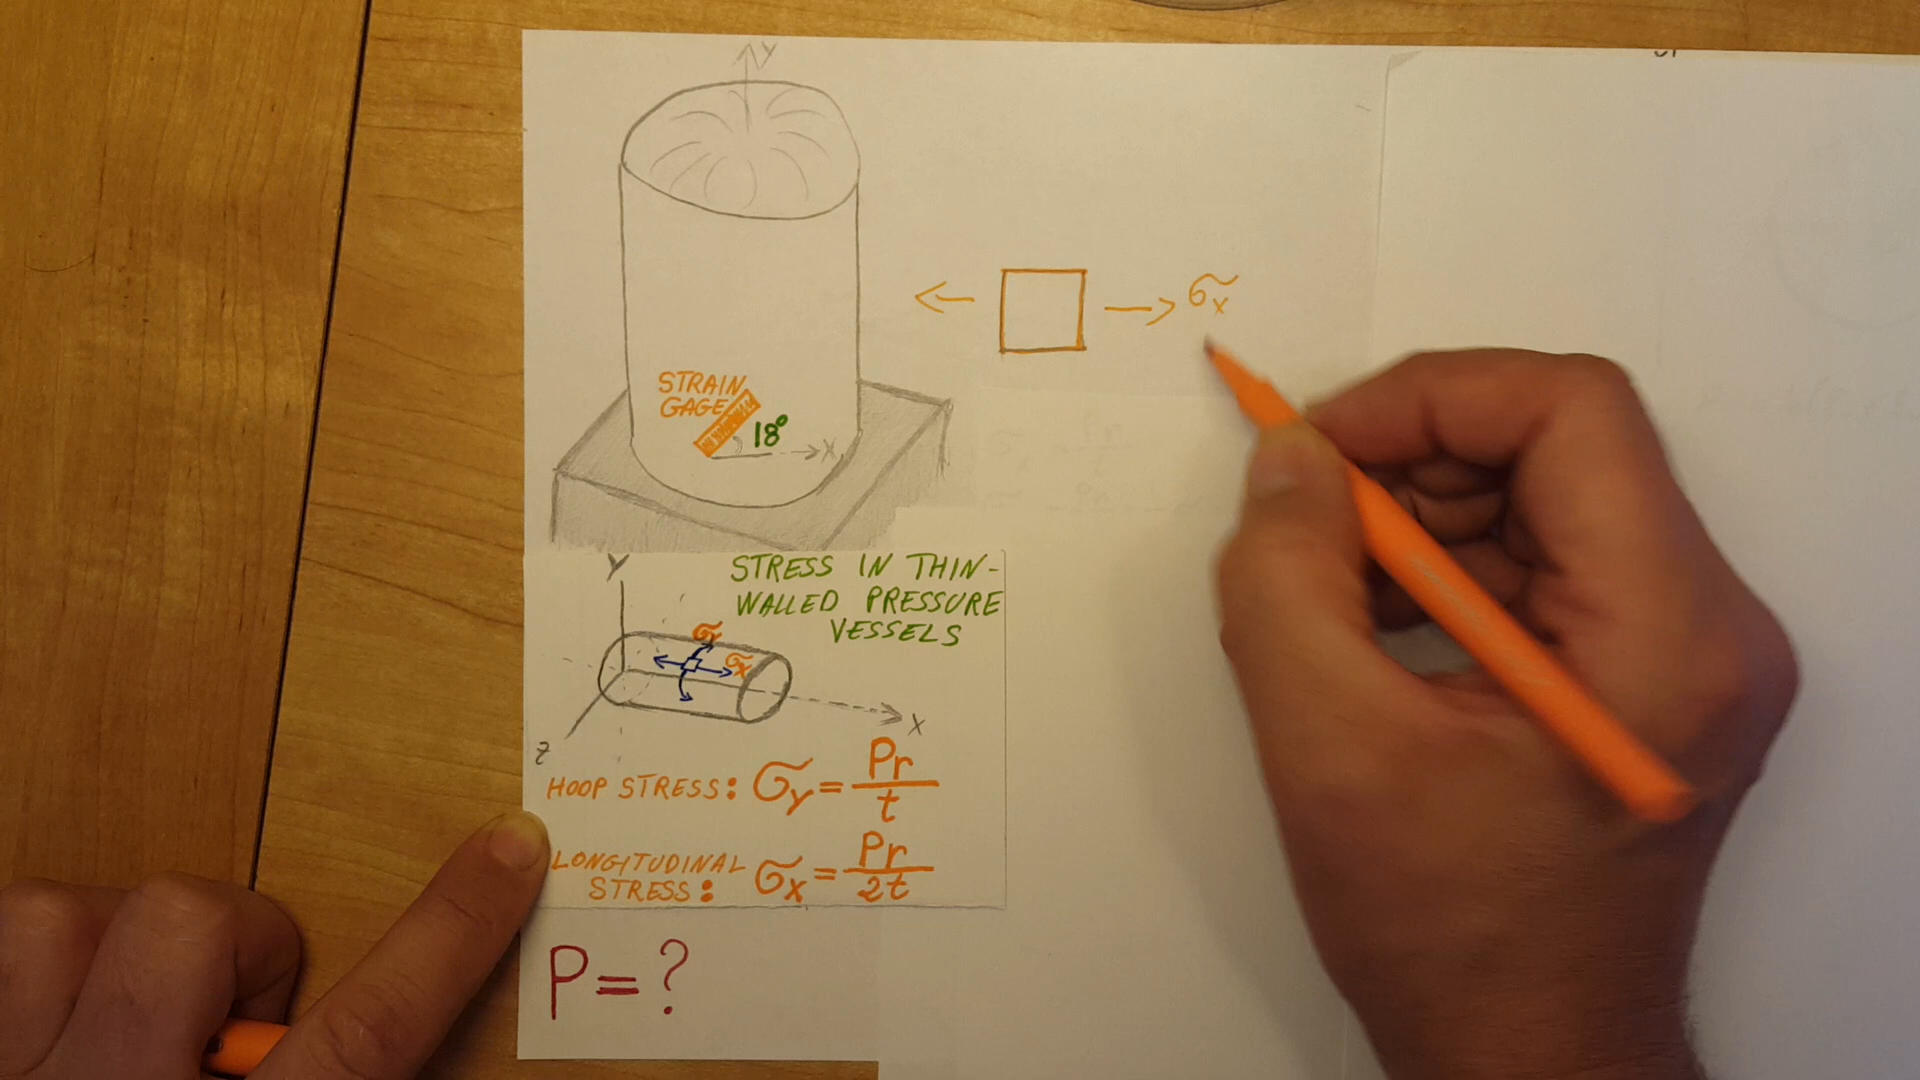 Y
STRAIN
GAGE
18°
X
σx
STRESS IN THIN-
WALLED PRESSURE
VESSELS
Y
σ
σx
X
Z
HOOP STRESS: σy = Pr/t
LONGITUDINAL
STRESS: σx = Pr/2t
P = ?